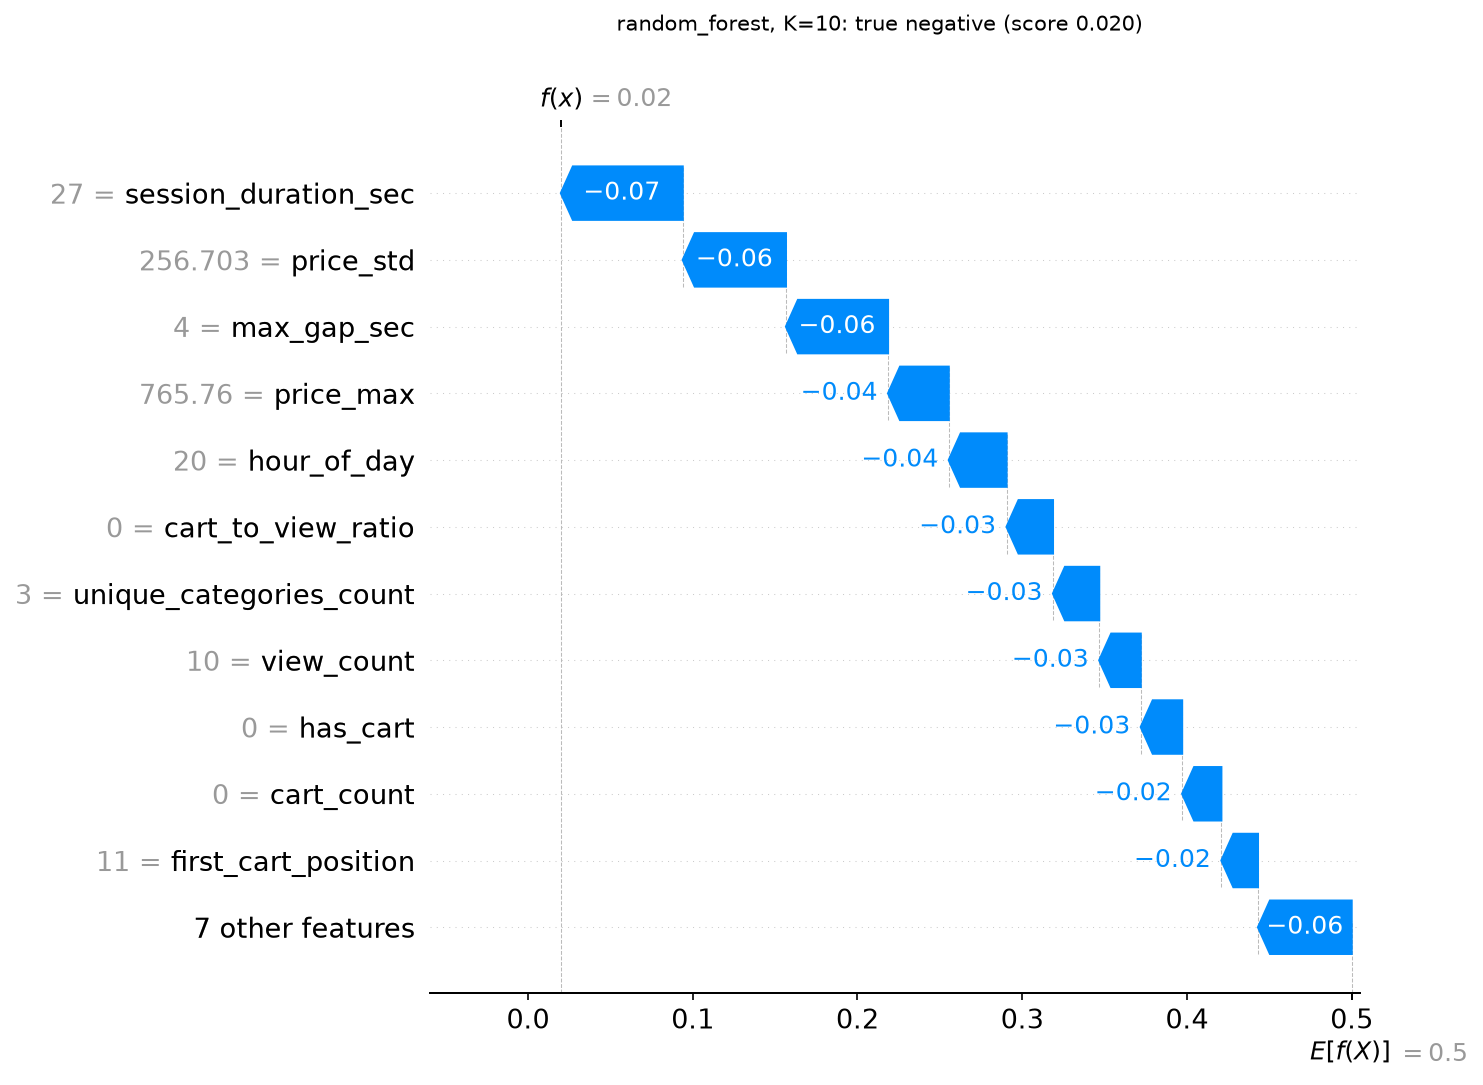 random_forest, K=10: true negative (score 0.020)
f(x) = 0.02
27 = session_duration_sec −0.07
256.703 = price_std −0.06
4 = max_gap_sec −0.06
765.76 = price_max −0.04
20 = hour_of_day −0.04
0 = cart_to_view_ratio −0.03
3 = unique_categories_count −0.03
10 = view_count −0.03
0 = has_cart −0.03
0 = cart_count −0.02
11 = first_cart_position −0.02
7 other features −0.06
0.0 0.1 0.2 0.3 0.4 0.5
E[f(X)] = 0.5